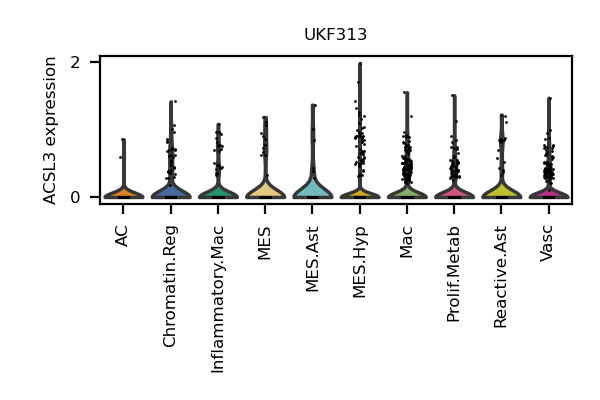 UKF313
ACSL3 expression
2
0
AC
Chromatin.Reg
Inflammatory.Mac
MES
MES.Ast
MES.Hyp
Mac
Prolif.Metab
Reactive.Ast
Vasc